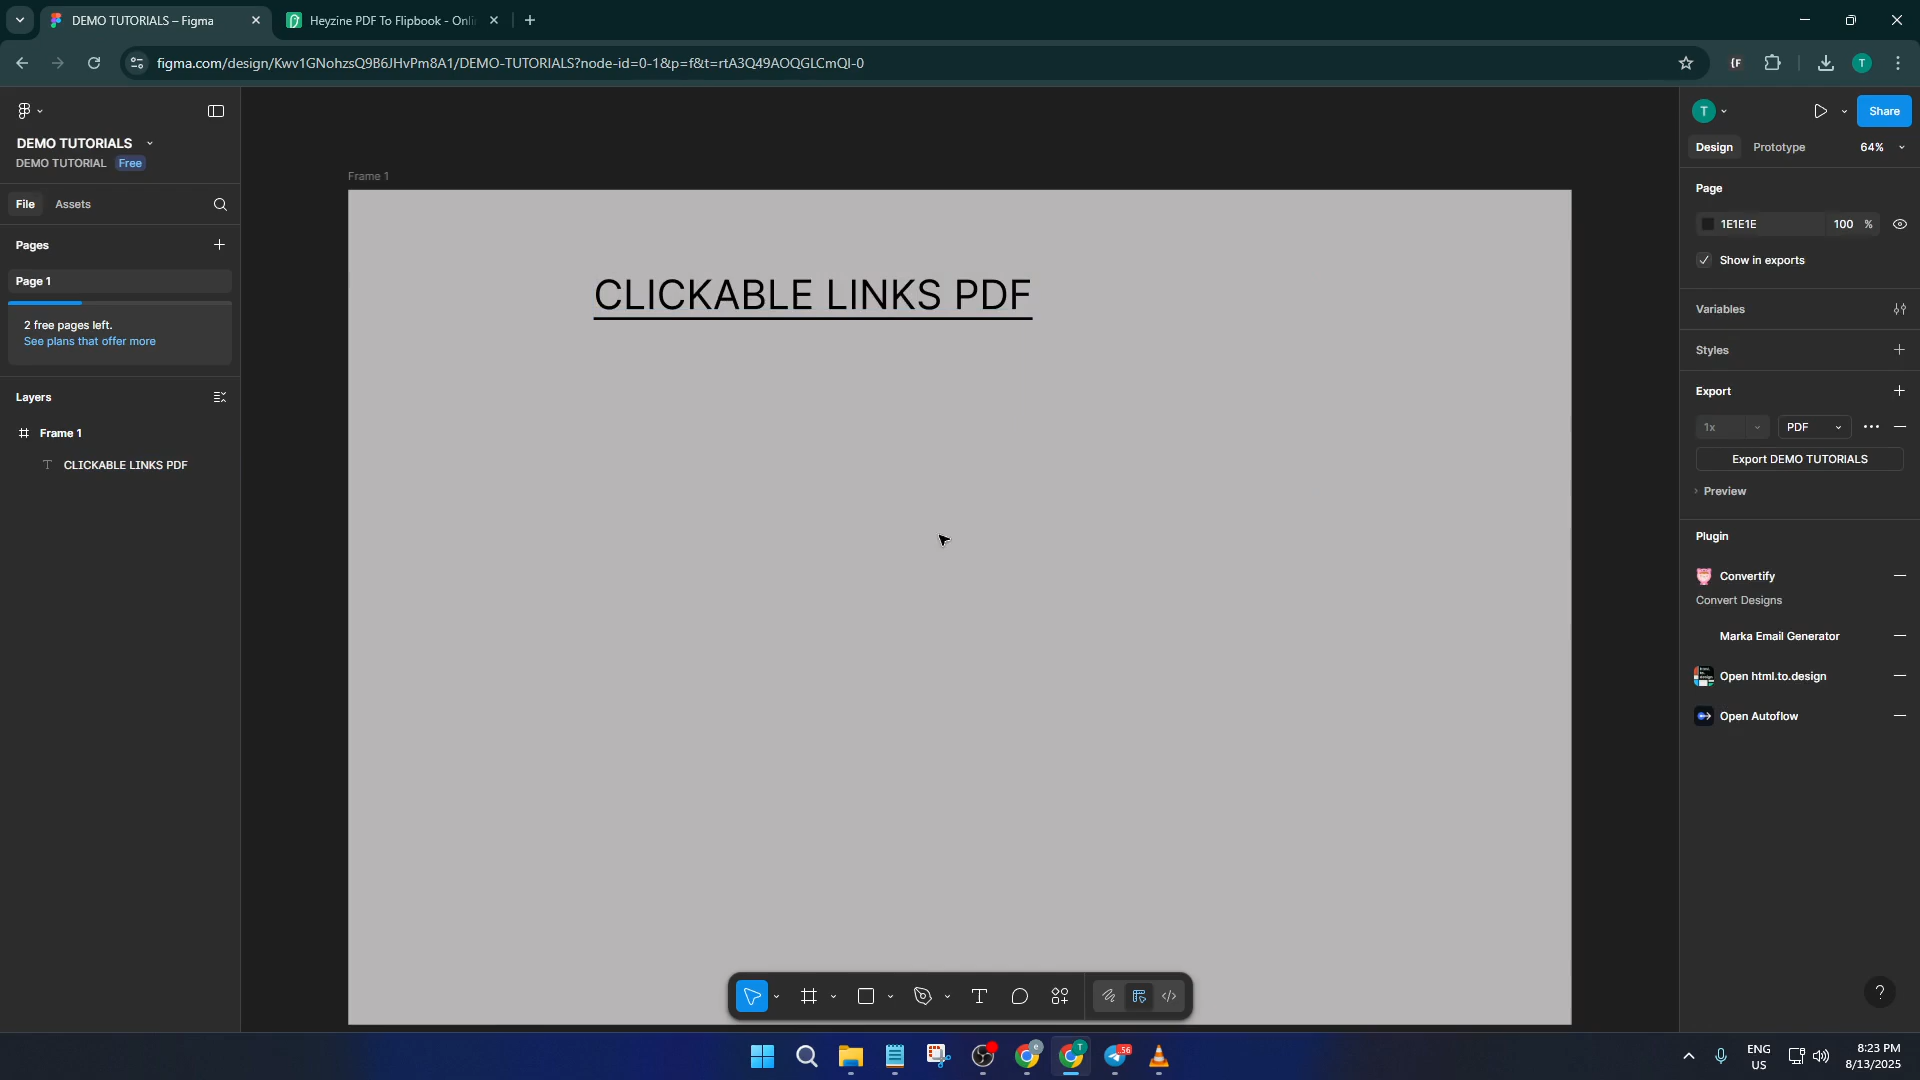 DEMO TUTORIALS – Figma
Heyzine PDF To Flipbook - Onli
figma.com/design/Kwv1GNohzsQ9B6JHvPm8A1/DEMO-TUTORIALS?node-id=0-1&p=f&t=rtA3Q49AOQGLCmQI-0
T
DEMO TUTORIALS
DEMO TUTORIAL Free
File Assets
Pages
Page 1
2 free pages left.
See plans that offer more
Layers
Frame 1
CLICKABLE LINKS PDF
Frame 1
CLICKABLE LINKS PDF
T
Share
Design Prototype 64%
Page
1E1E1E 100 %
Show in exports
Variables
Styles
Export
1x PDF
Export DEMO TUTORIALS
Preview
Plugin
Convertify
Convert Designs
Marka Email Generator
Open html.to.design
Open Autoflow
?
e
T
56
ENG
US
8:23 PM
8/13/2025